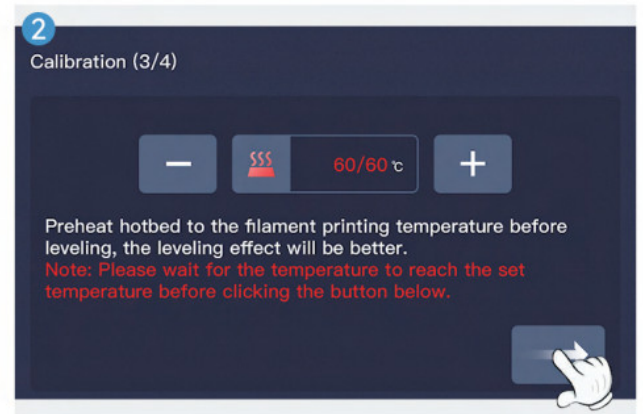 2
Calibration (3/4)
− 60/60 ℃ +
Preheat hotbed to the filament printing temperature before
leveling, the leveling effect will be better.
Note: Please wait for the temperature to reach the set
temperature before clicking the button below.